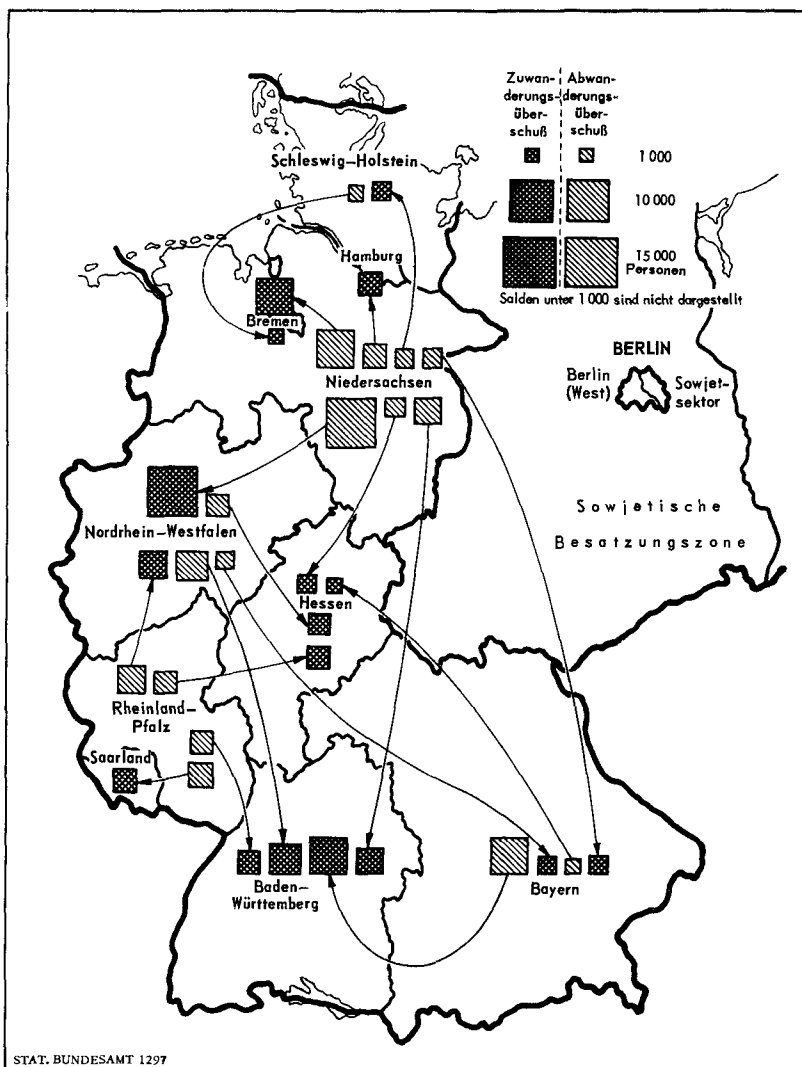 Zuwan-
derungs-
über-
schuß
Abwan-
derungs-
über-
schuß
1 000
10 000
15 000
Personen
Salden unter 1 000 sind nicht dargestellt
Schleswig-Holstein
Hamburg
Bremen
Niedersachsen
BERLIN
Berlin
(West)
Sowjet-
sektor
Sowjetische
Besatzungszone
Nordrhein-Westfalen
Hessen
Rheinland-
Pfalz
Saarland
Baden-
Württemberg
Bayern
STAT. BUNDESAMT 1297